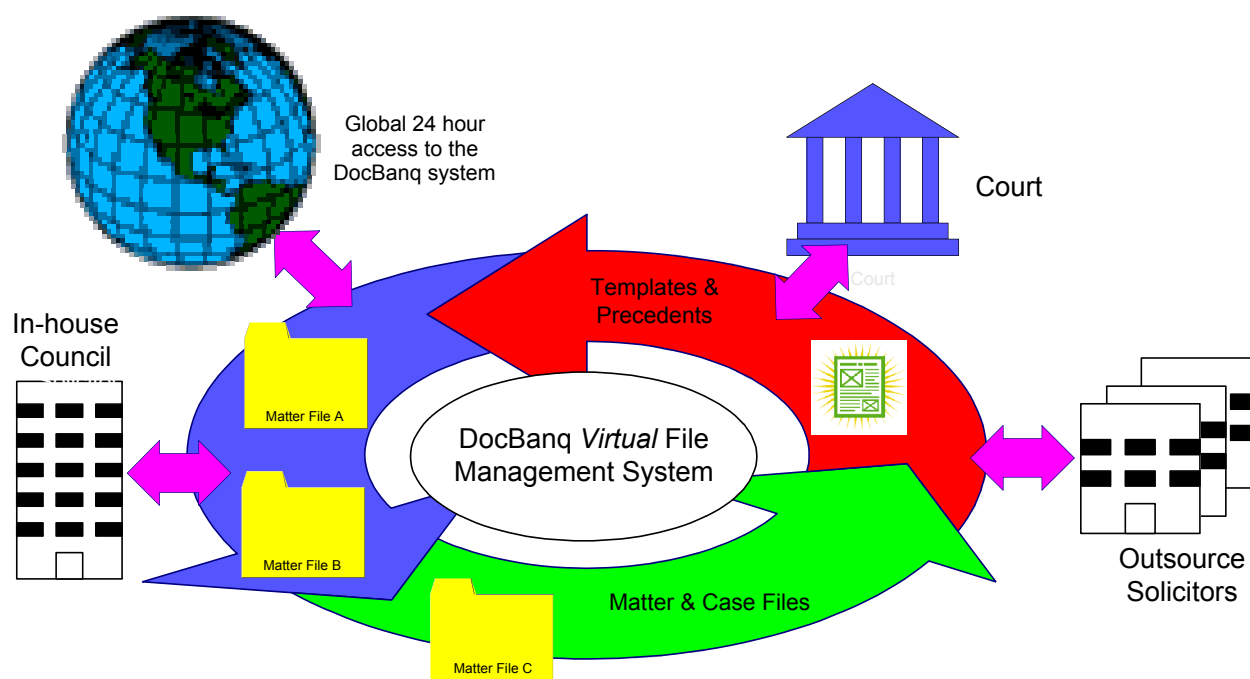 Global 24 hour
access to the
DocBanq system
Court
Court
Templates &
Precedents
In-house
Council
Matter File A
DocBanq Virtual File
Management System
Matter File B
Matter & Case Files
Matter File C
Outsource
Solicitors